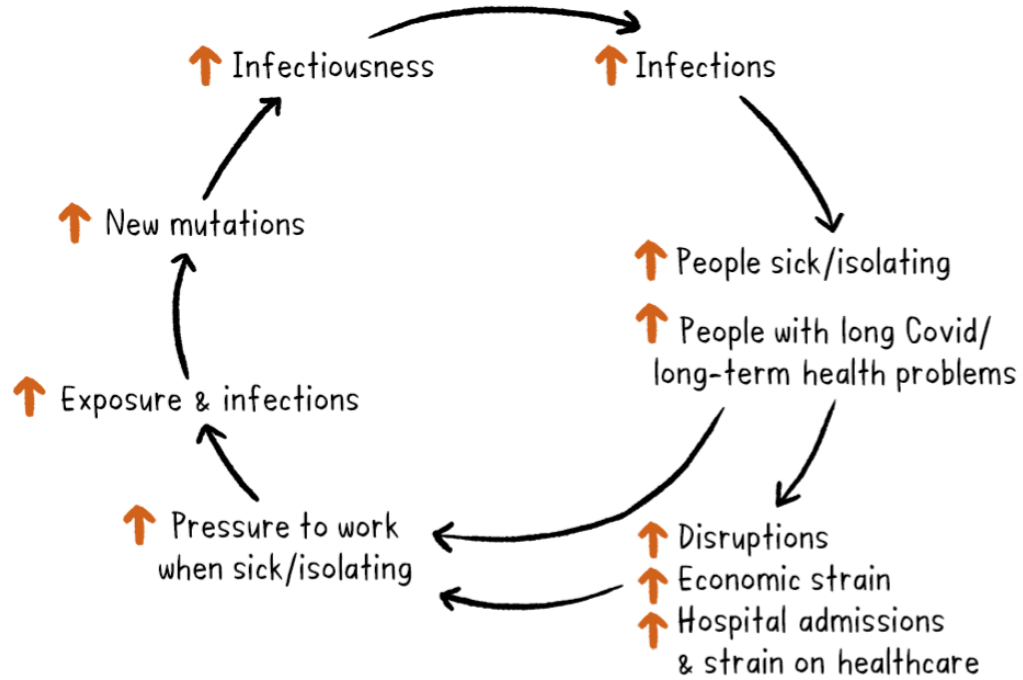 Infectiousness
Infections
People sick/isolating
People with long Covid/
long-term health problems
Disruptions
Economic strain
Hospital admissions
& strain on healthcare
Pressure to work
when sick/isolating
Exposure & infections
New mutations